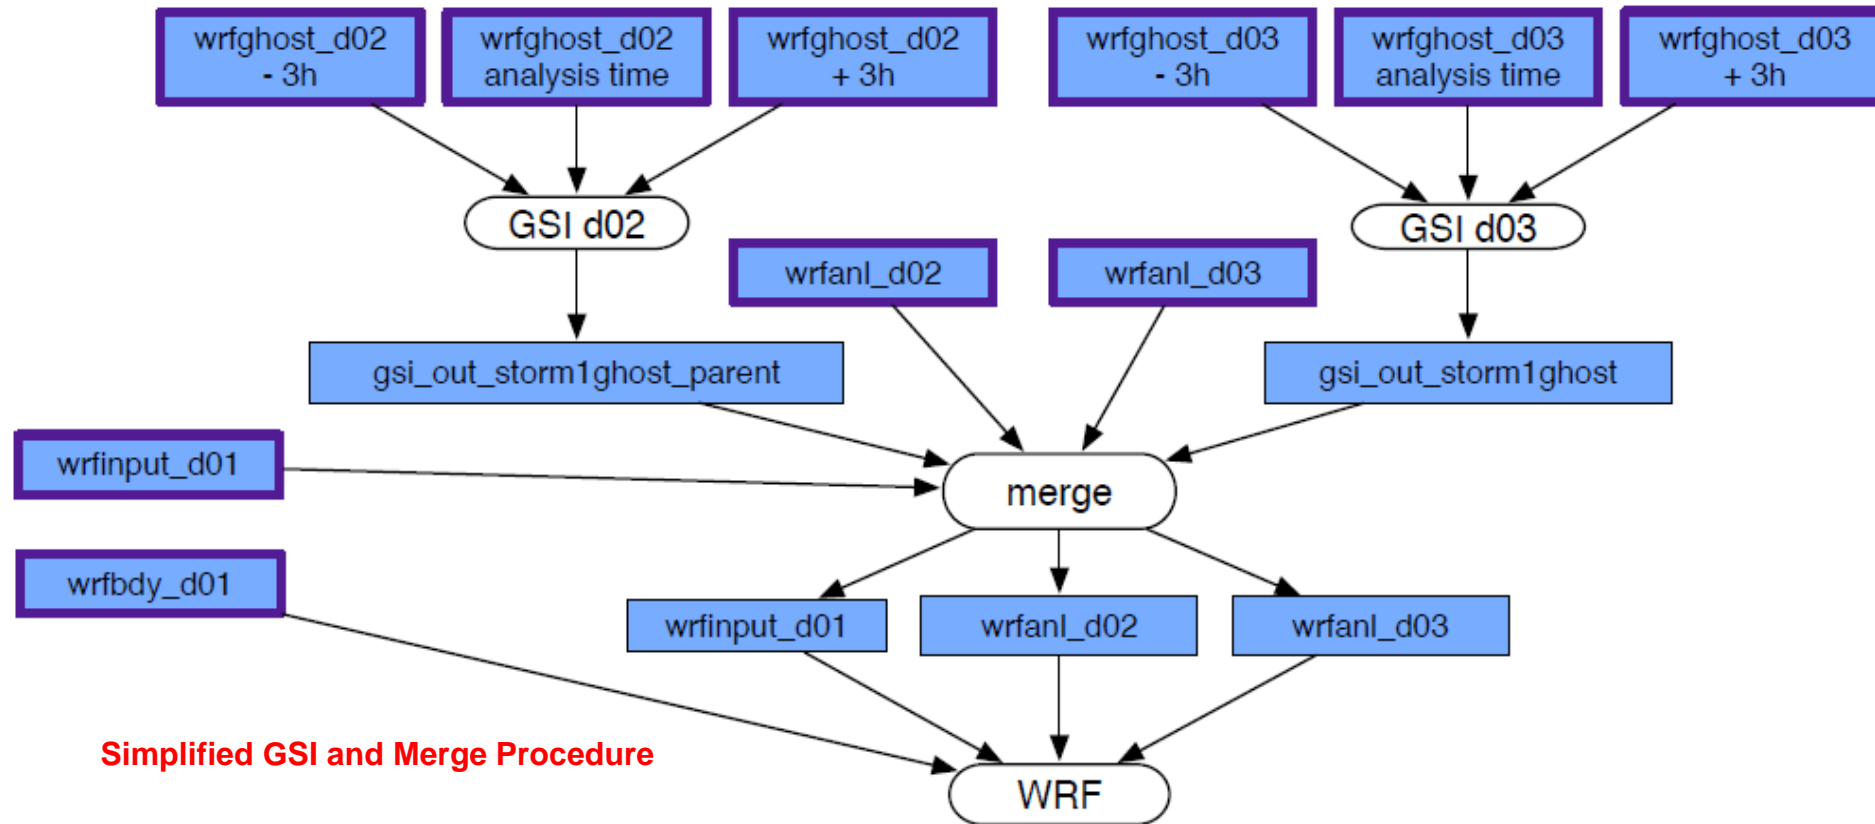 wrfghost_d02
- 3h
wrfghost_d02
analysis time
wrfghost_d02
+ 3h
wrfghost_d03
- 3h
wrfghost_d03
analysis time
wrfghost_d03
+ 3h
GSI d02
GSI d03
wrfanl_d02
wrfanl_d03
gsi_out_storm1ghost_parent
gsi_out_storm1ghost
wrfinput_d01
merge
wrfbdy_d01
wrfinput_d01
wrfanl_d02
wrfanl_d03
Simplified GSI and Merge Procedure
WRF